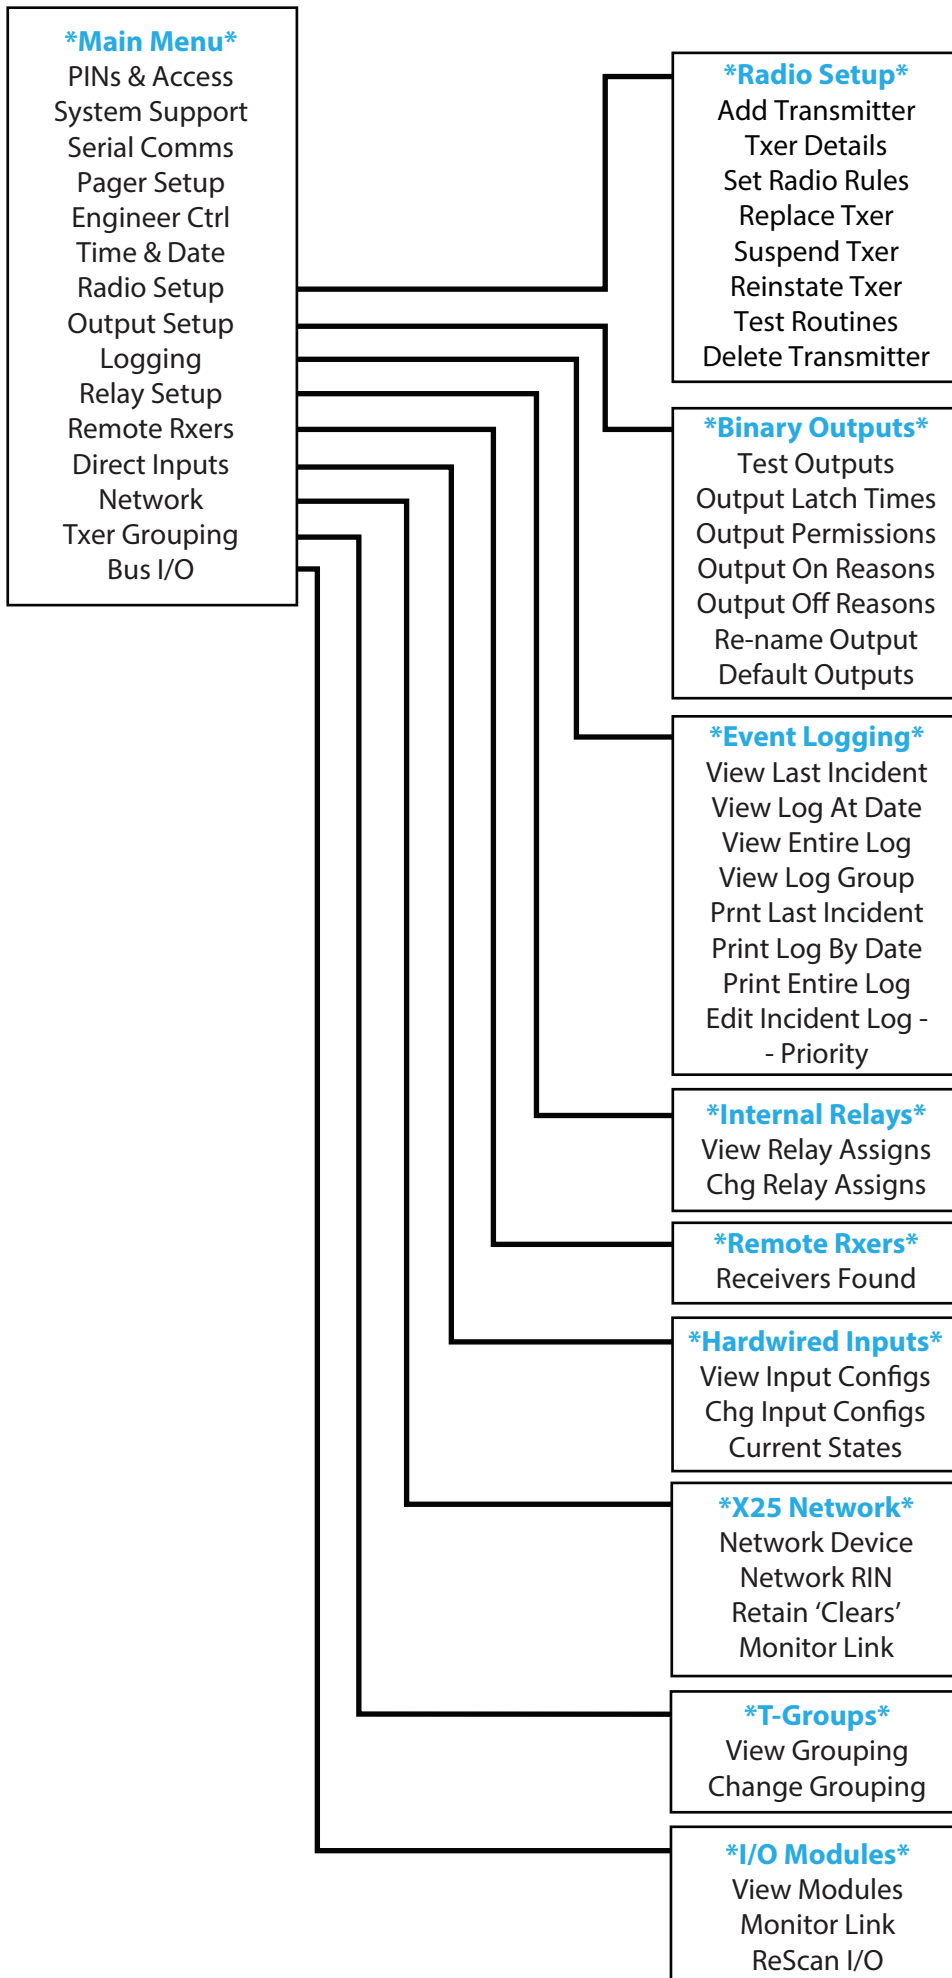 *Main Menu*
PINs & Access
System Support
Serial Comms
Pager Setup
Engineer Ctrl
Time & Date
Radio Setup
Output Setup
Logging
Relay Setup
Remote Rxers
Direct Inputs
Network
Txer Grouping
Bus I/O
*Radio Setup*
Add Transmitter
Txer Details
Set Radio Rules
Replace Txer
Suspend Txer
Reinstate Txer
Test Routines
Delete Transmitter
*Binary Outputs*
Test Outputs
Output Latch Times
Output Permissions
Output On Reasons
Output Off Reasons
Re-name Output
Default Outputs
*Event Logging*
View Last Incident
View Log At Date
View Entire Log
View Log Group
Prnt Last Incident
Print Log By Date
Print Entire Log
Edit Incident Log -
- Priority
*Internal Relays*
View Relay Assigns
Chg Relay Assigns
*Remote Rxers*
Receivers Found
*Hardwired Inputs*
View Input Configs
Chg Input Configs
Current States
*X25 Network*
Network Device
Network RIN
Retain ‘Clears’
Monitor Link
*T-Groups*
View Grouping
Change Grouping
*I/O Modules*
View Modules
Monitor Link
ReScan I/O